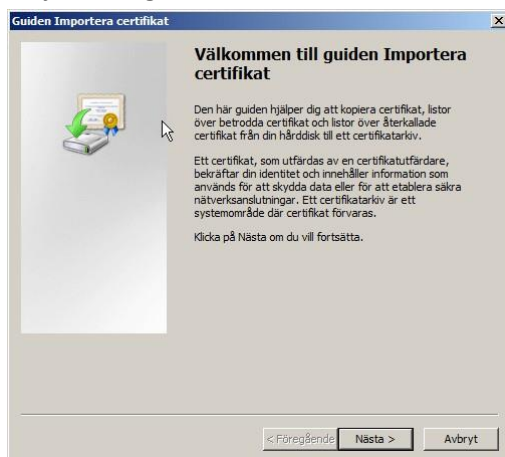 Guiden Importera certifikat
Välkommen till guiden Importera
certifikat
Den här guiden hjälper dig att kopiera certifikat, listor
över betrodda certifikat och listor över återkallade
certifikat från din hårddisk till ett certifikatarkiv.
Ett certifikat, som utfärdas av en certifikatutfärdare,
bekräftar din identitet och innehåller information som
används för att skydda data eller för att etablera säkra
nätverksanslutningar. Ett certifikatarkiv är ett
systemområde där certifikat förvaras.
Klicka på Nästa om du vill fortsätta.
< Föregående Nästa > Avbryt